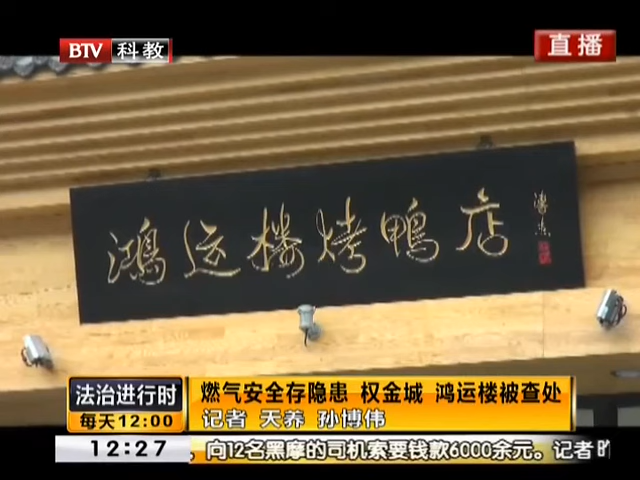 BTV 科教
直播
鸿运楼烤鸭店
法治进行时
每天12:00
燃气安全存隐患 权金城 鸿运楼被查处
记者 天养 孙博伟
12:27
。向12名黑摩的司机索要钱款6000余元。记者